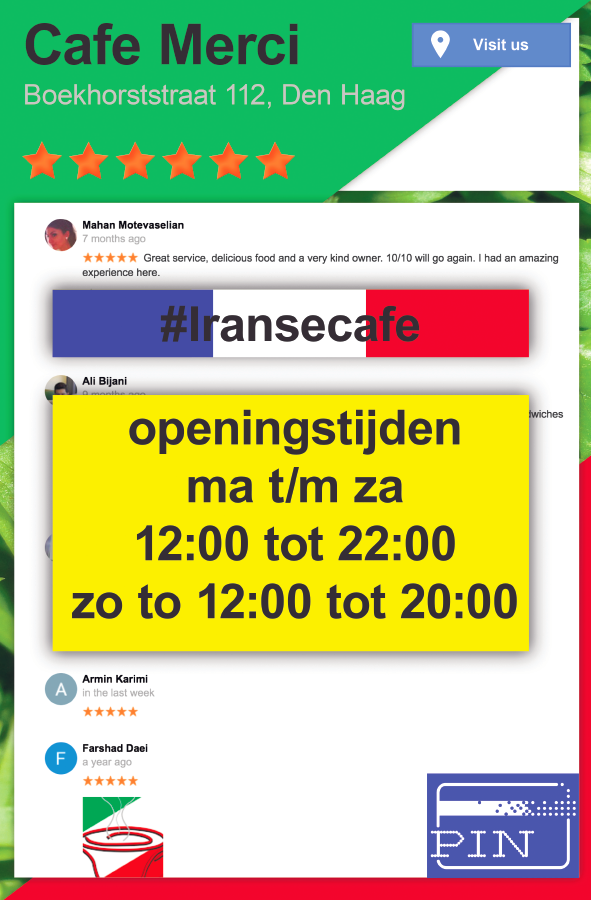 Cafe Merci
Visit us
Boekhorststraat 112, Den Haag
Mahan Motevaselian
7 months ago
Great service, delicious food and a very kind owner. 10/10 will go again. I had an amazing
experience here.
#Iransecafe
Ali Bijani
9 months ago
openingstijden
ma t/m za
12:00 tot 22:00
zo to 12:00 tot 20:00
A
Armin Karimi
in the last week
F
Farshad Daei
a year ago
PIN